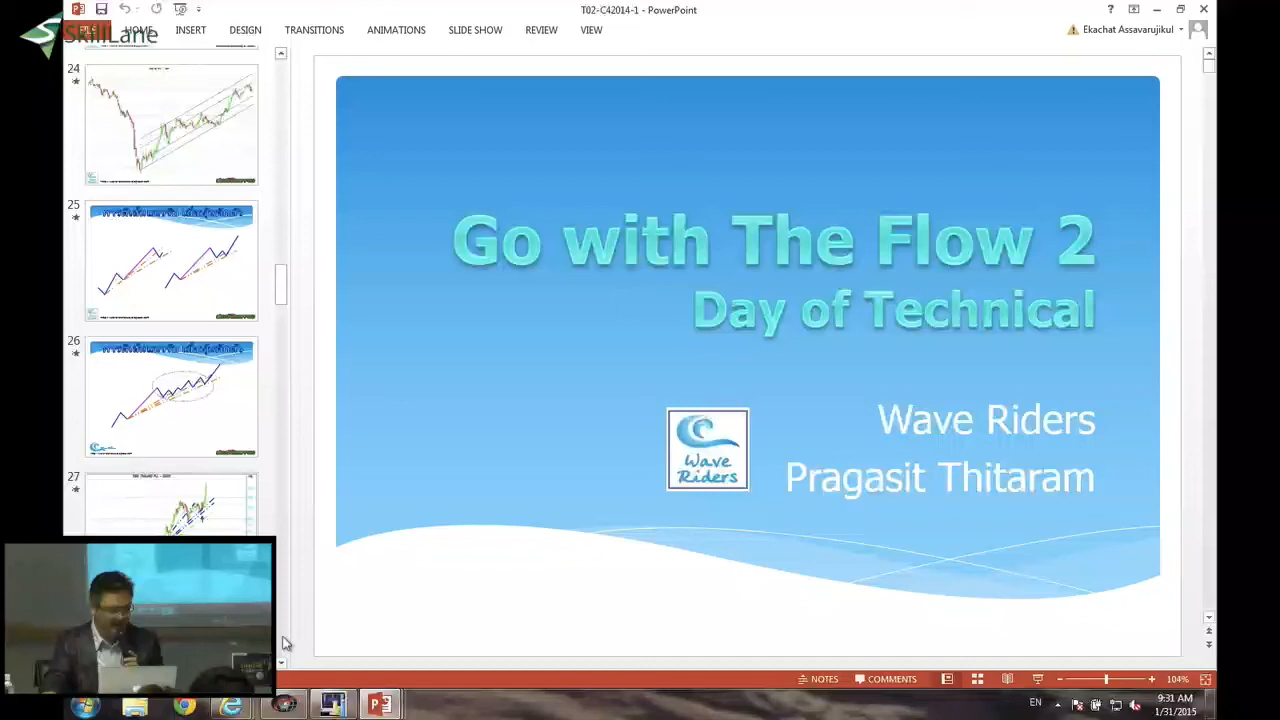 T02-C42014-1 - PowerPoint
SkillLane
HOME INSERT DESIGN TRANSITIONS ANIMATIONS SLIDE SHOW REVIEW VIEW
Ekachat Assavarujikul
24
25
26
27
Go with The Flow 2
Day of Technical
Wave Riders
Pragasit Thitaram
Wave
Riders
NOTES COMMENTS 104%
EN
9:31 AM
1/31/2015